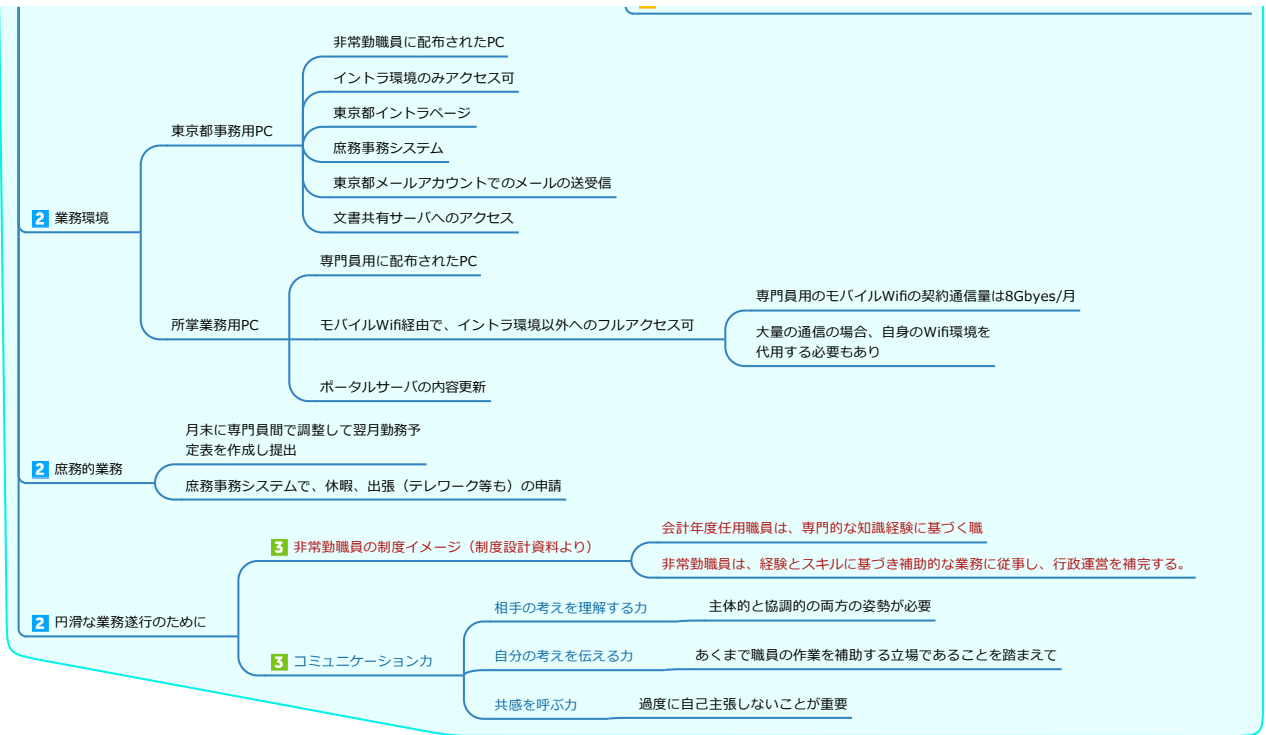 2 業務環境
東京都事務用PC
非常勤職員に配布されたPC
イントラ環境のみアクセス可
東京都イントラページ
庶務事務システム
東京都メールアカウントでのメールの送受信
文書共有サーバへのアクセス
所掌業務用PC
専門員用に配布されたPC
モバイルWifi経由で、イントラ環境以外へのフルアクセス可
専門員用のモバイルWifiの契約通信量は8Gbyes/月
大量の通信の場合、自身のWifi環境を
代用する必要もあり
ポータルサーバの内容更新
2 庶務的業務
月末に専門員間で調整して翌月勤務予
定表を作成し提出
庶務事務システムで、休暇、出張（テレワーク等も）の申請
2 円滑な業務遂行のために
3 非常勤職員の制度イメージ（制度設計資料より）
会計年度任用職員は、専門的な知識経験に基づく職
非常勤職員は、経験とスキルに基づき補助的な業務に従事し、行政運営を補完する。
3 コミュニケーション力
相手の考えを理解する力
主体的と協調的の両方の姿勢が必要
自分の考えを伝える力
あくまで職員の作業を補助する立場であることを踏まえて
共感を呼ぶ力
過度に自己主張しないことが重要